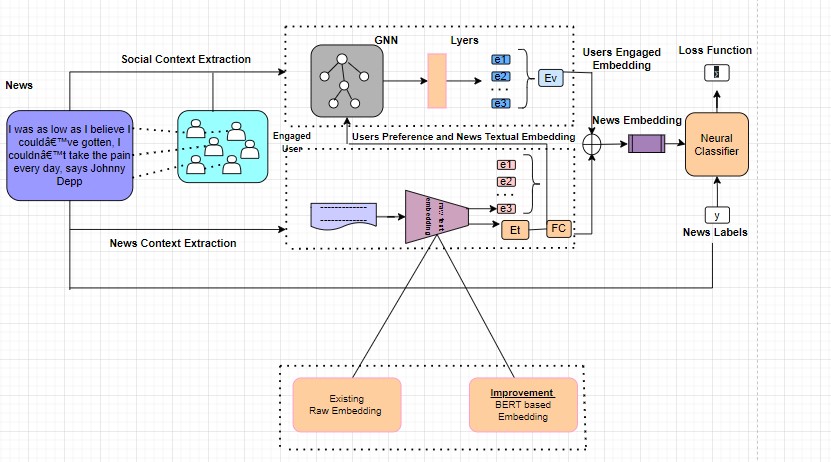 Social Context Extraction
News
I was as low as I believe I
couldâ€™ve gotten, I
couldnâ€™t take the pain
every day, says Johnny
Depp
Engaged
User
News Context Extraction
GNN
Lyers
e1
e2
...
e3
Ev
Users Preference and News Textual Embedding
raw text
embedding
e1
e2
...
e3
Et
FC
Users Engaged
Embedding
News Embedding
Loss Function
Neural
Classifier
y
News Labels
Existing
Raw Embedding
Improvement
BERT based
Embedding